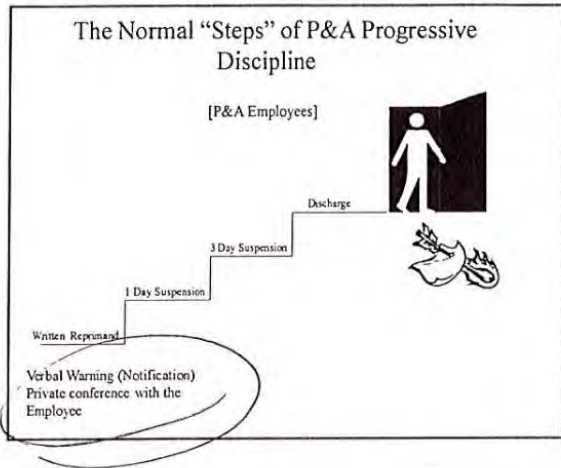 The Normal “Steps” of P&A Progressive
Discipline
[P&A Employees]
Discharge
3 Day Suspension
1 Day Suspension
Written Reprimand
Verbal Warning (Notification)
Private conference with the
Employee